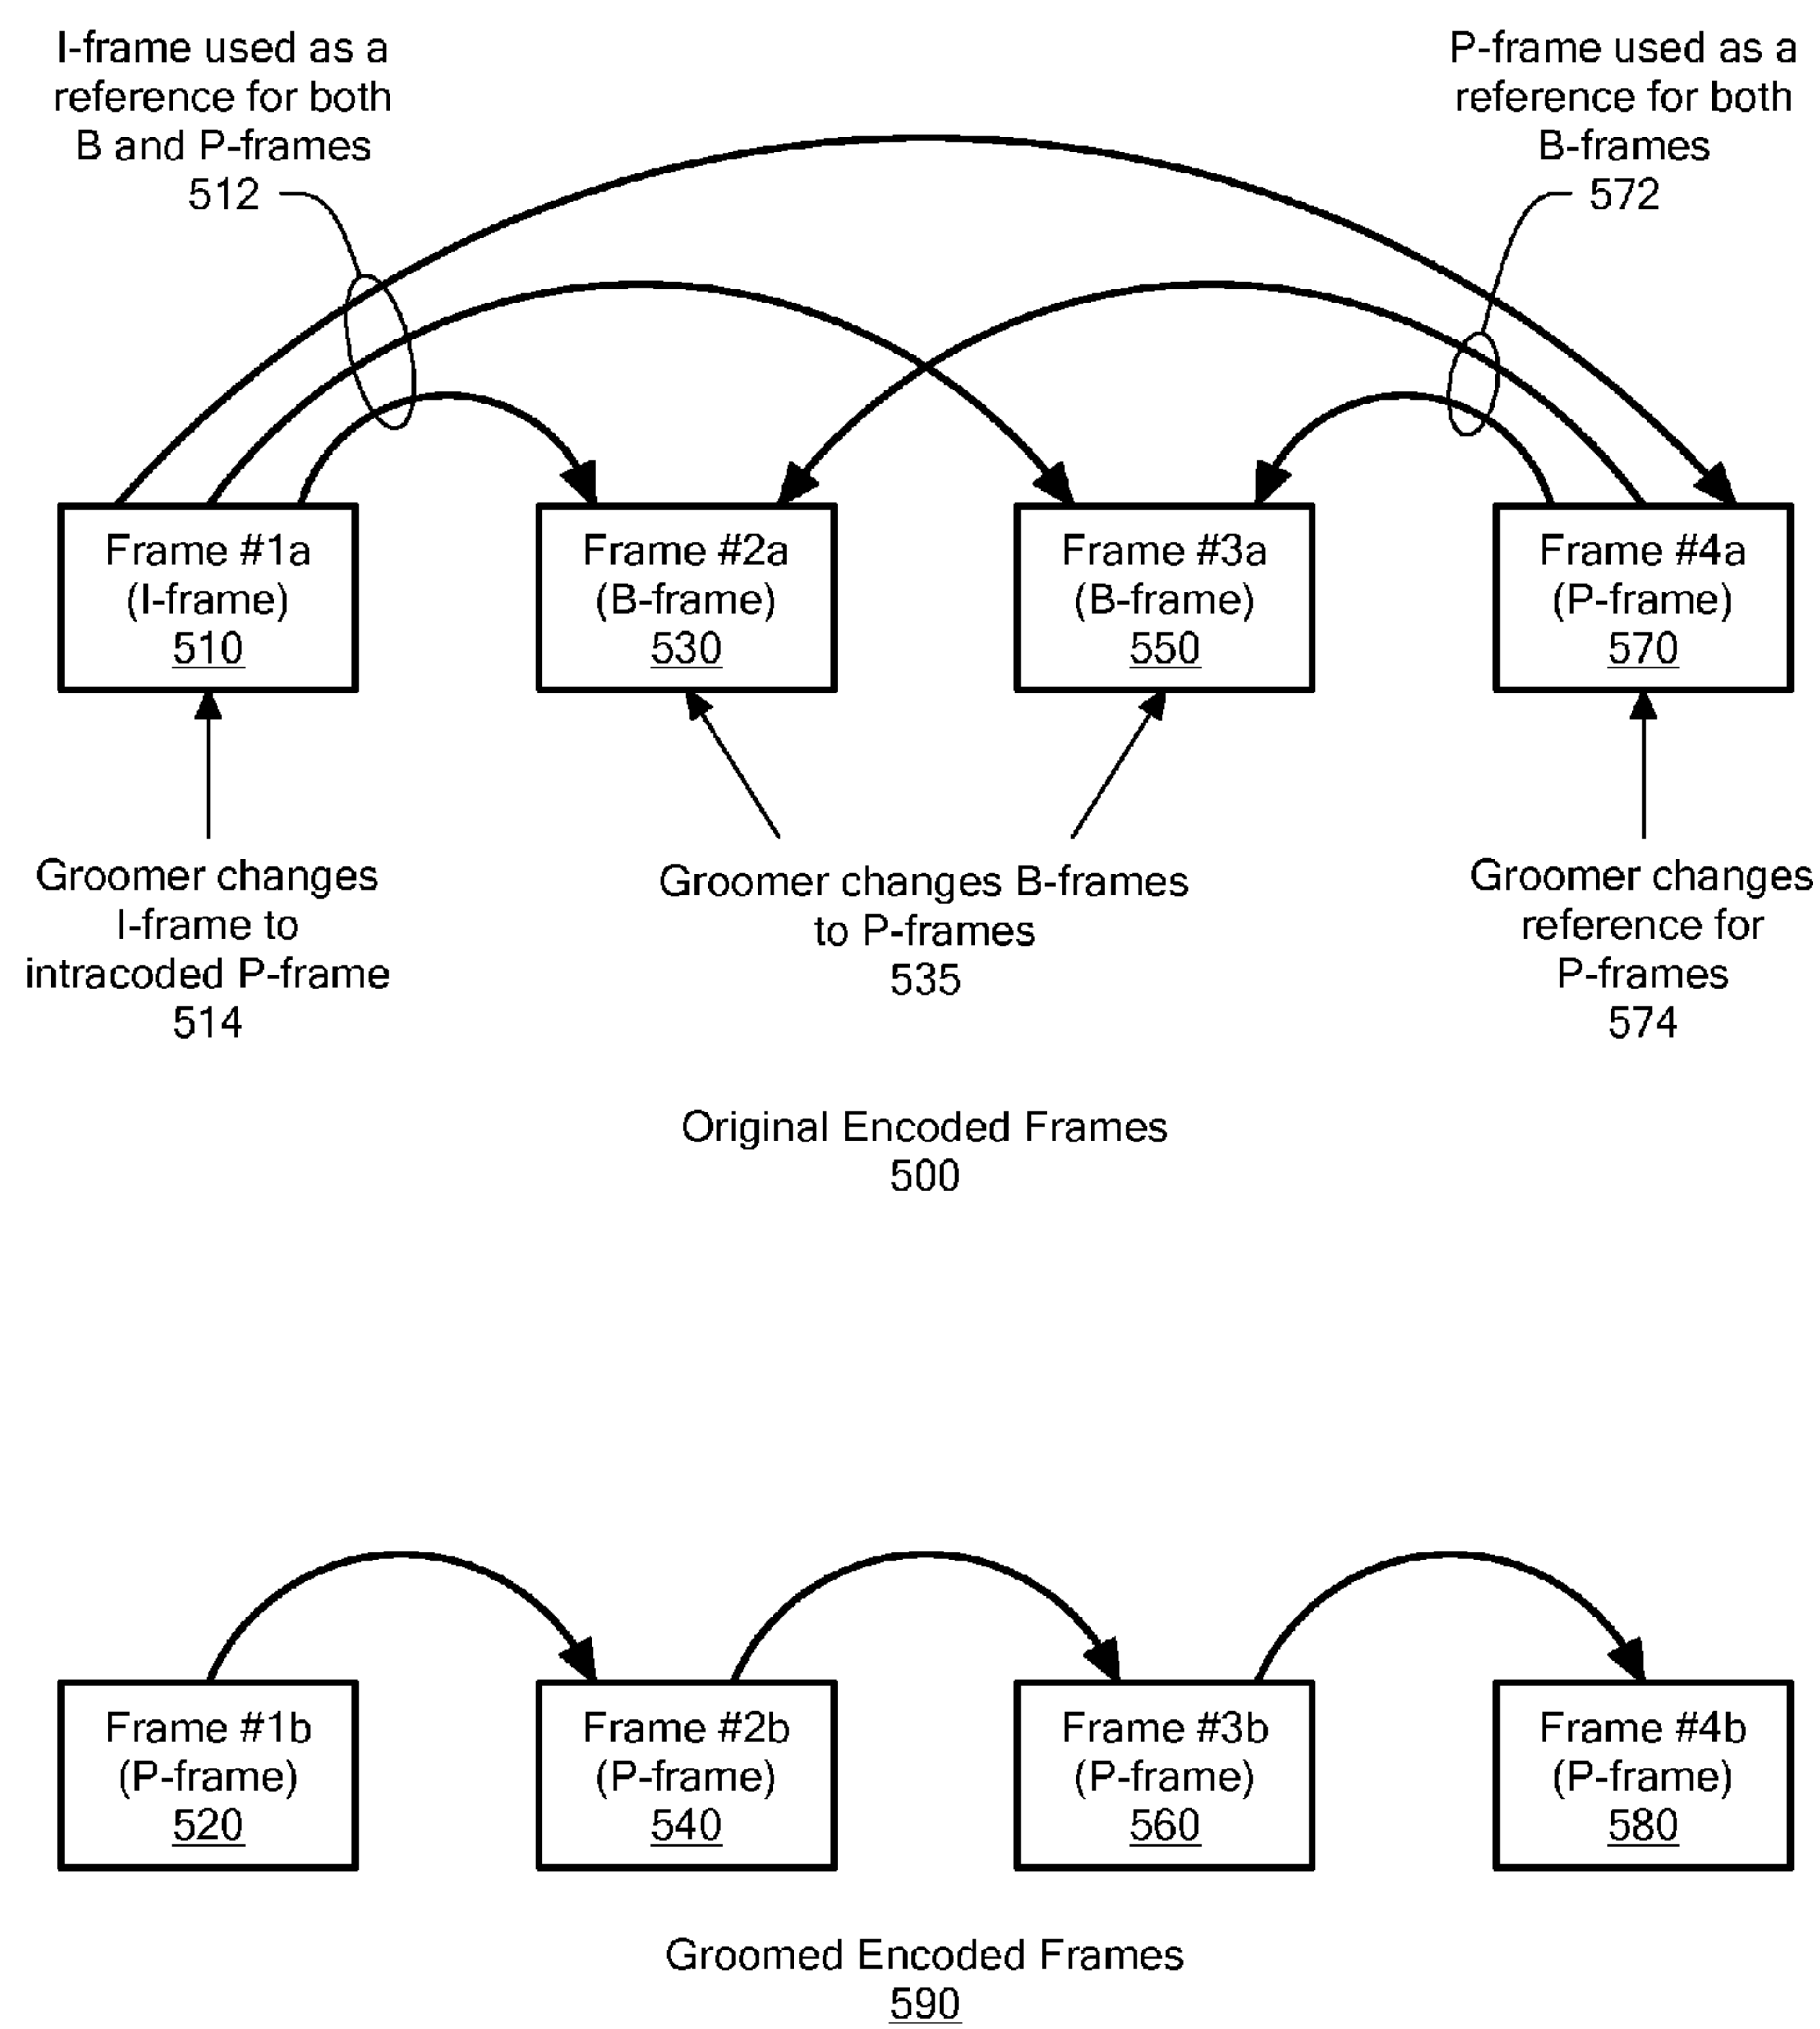 I-frame used as a
reference for both
B and P-frames
512
P-frame used as a
reference for both
B-frames
572
Frame #1a
(I-frame)
510
Frame #2a
(B-frame)
530
Frame #3a
(B-frame)
550
Frame #4a
(P-frame)
570
Groomer changes
I-frame to
intracoded P-frame
514
Groomer changes B-frames
to P-frames
535
Groomer changes
reference for
P-frames
574
Original Encoded Frames
500
Frame #1b
(P-frame)
520
Frame #2b
(P-frame)
540
Frame #3b
(P-frame)
560
Frame #4b
(P-frame)
580
Groomed Encoded Frames
590